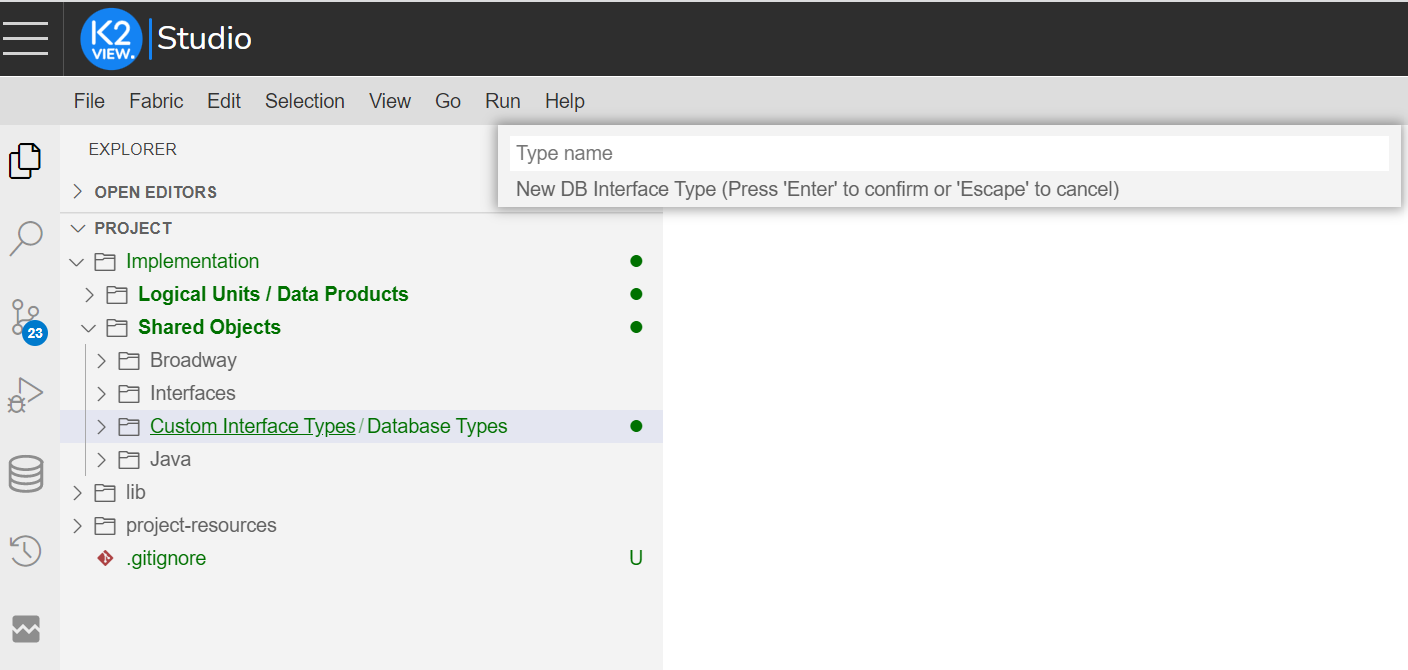 K2
VIEW. Studio
File Fabric Edit Selection View Go Run Help
EXPLORER
Type name
New DB Interface Type (Press 'Enter' to confirm or 'Escape' to cancel)
OPEN EDITORS
PROJECT
Implementation
Logical Units / Data Products
Shared Objects
Broadway
Interfaces
Custom Interface Types / Database Types
Java
lib
project-resources
.gitignore U
23